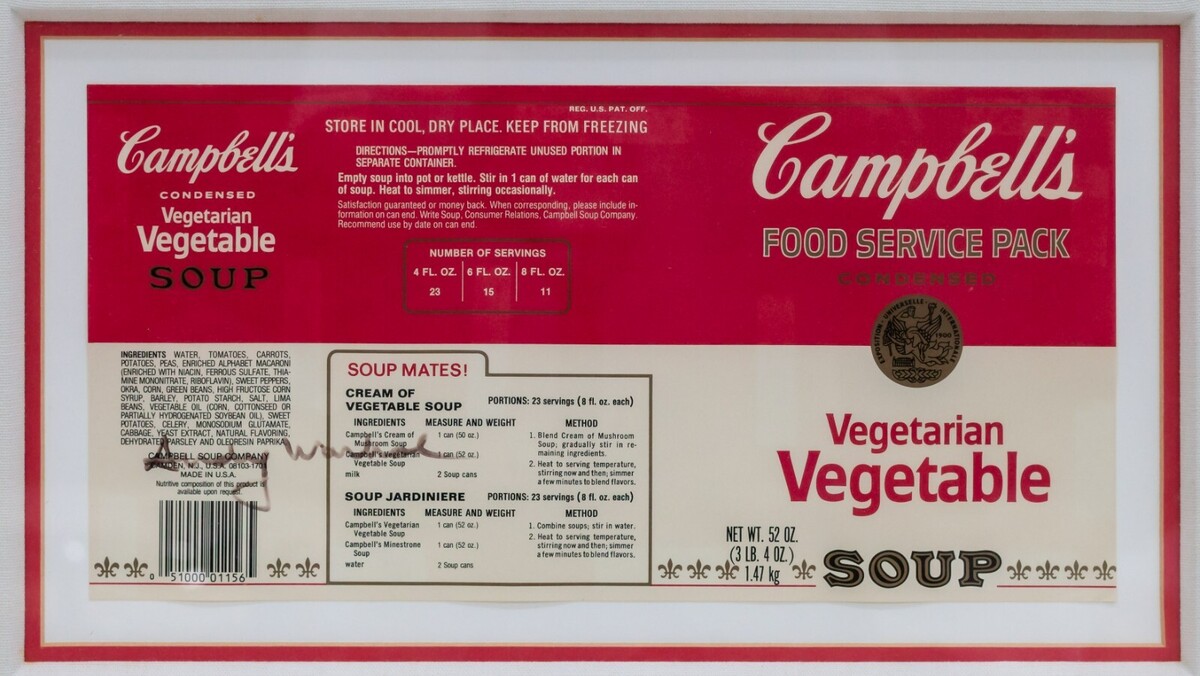 Campbell's
CONDENSED
Vegetarian
Vegetable
SOUP
REG. U.S. PAT. OFF.
STORE IN COOL, DRY PLACE. KEEP FROM FREEZING
DIRECTIONS—PROMPTLY REFRIGERATE UNUSED PORTION IN
SEPARATE CONTAINER.
Empty soup into pot or kettle. Stir in 1 can of water for each can
of soup. Heat to simmer, stirring occasionally.
Satisfaction guaranteed or money back. When corresponding, please include in-
formation on can end. Write Soup, Consumer Relations, Campbell Soup Company.
Recommend use by date on can end.
NUMBER OF SERVINGS
4 FL. OZ. 6 FL. OZ. 8 FL. OZ.
23 15 11
INGREDIENTS WATER, TOMATOES, CARROTS,
POTATOES, PEAS, ENRICHED ALPHABET MACARONI
(ENRICHED WITH NIACIN, FERROUS SULFATE, THIA-
MINE MONONITRATE, RIBOFLAVIN), SWEET PEPPERS,
OKRA, CORN, GREEN BEANS, HIGH FRUCTOSE CORN
SYRUP, BARLEY, POTATO STARCH, SALT, LIMA
BEANS, VEGETABLE OIL (CORN, COTTONSEED OR
PARTIALLY HYDROGENATED SOYBEAN OIL), SWEET
POTATOES, CELERY, MONOSODIUM GLUTAMATE,
CABBAGE, YEAST EXTRACT, NATURAL FLAVORING,
DEHYDRATED PARSLEY AND OLEORESIN PAPRIKA.
Andy Warhol
CAMPBELL SOUP COMPANY
CAMDEN, N.J., U.S.A. 08103-1701
MADE IN U.S.A.
Nutritive composition of this product is
available upon request.
0 51000 01156
SOUP MATES!
CREAM OF
VEGETABLE SOUP PORTIONS: 23 servings (8 fl. oz. each)
INGREDIENTS MEASURE AND WEIGHT METHOD
Campbell's Cream of 1 can (50 oz.)
Mushroom Soup
Campbell's Vegetarian 1 can (52 oz.)
Vegetable Soup
milk 2 Soup cans
1. Blend Cream of Mushroom
Soup; gradually stir in re-
maining ingredients.
2. Heat to serving temperature,
stirring now and then; simmer
a few minutes to blend flavors.
SOUP JARDINIERE PORTIONS: 23 servings (8 fl. oz. each)
INGREDIENTS MEASURE AND WEIGHT METHOD
Campbell's Vegetarian 1 can (52 oz.)
Vegetable Soup
Campbell's Minestrone 1 can (52 oz.)
Soup
water 2 Soup cans
1. Combine soups; stir in water.
2. Heat to serving temperature,
stirring now and then; simmer
a few minutes to blend flavors.
Campbell's
FOOD SERVICE PACK
CONDENSED
EXPOSITION UNIVERSELLE INTERNATIONALE
1900
Vegetarian
Vegetable
NET WT. 52 OZ.
(3 LB. 4 OZ.)
1.47 kg
SOUP